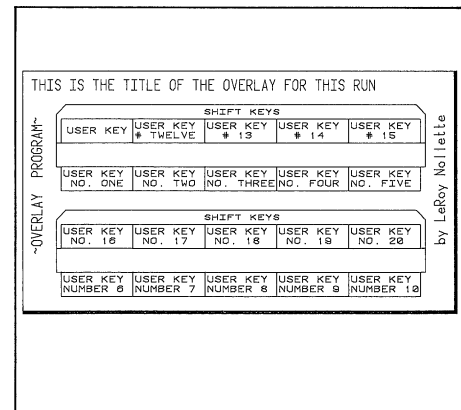 THIS IS THE TITLE OF THE OVERLAY FOR THIS RUN
~OVERLAY PROGRAM~
SHIFT KEYS
USER KEY
USER KEY # TWELVE
USER KEY # 13
USER KEY # 14
USER KEY # 15
USER KEY NO. ONE
USER KEY NO. TWO
USER KEY NO. THREE
USER KEY NO. FOUR
USER KEY NO. FIVE
SHIFT KEYS
USER KEY NO. 16
USER KEY NO. 17
USER KEY NO. 18
USER KEY NO. 19
USER KEY NO. 20
USER KEY NUMBER 6
USER KEY NUMBER 7
USER KEY NUMBER 8
USER KEY NUMBER 9
USER KEY NUMBER 10
by LeRoy Nollette